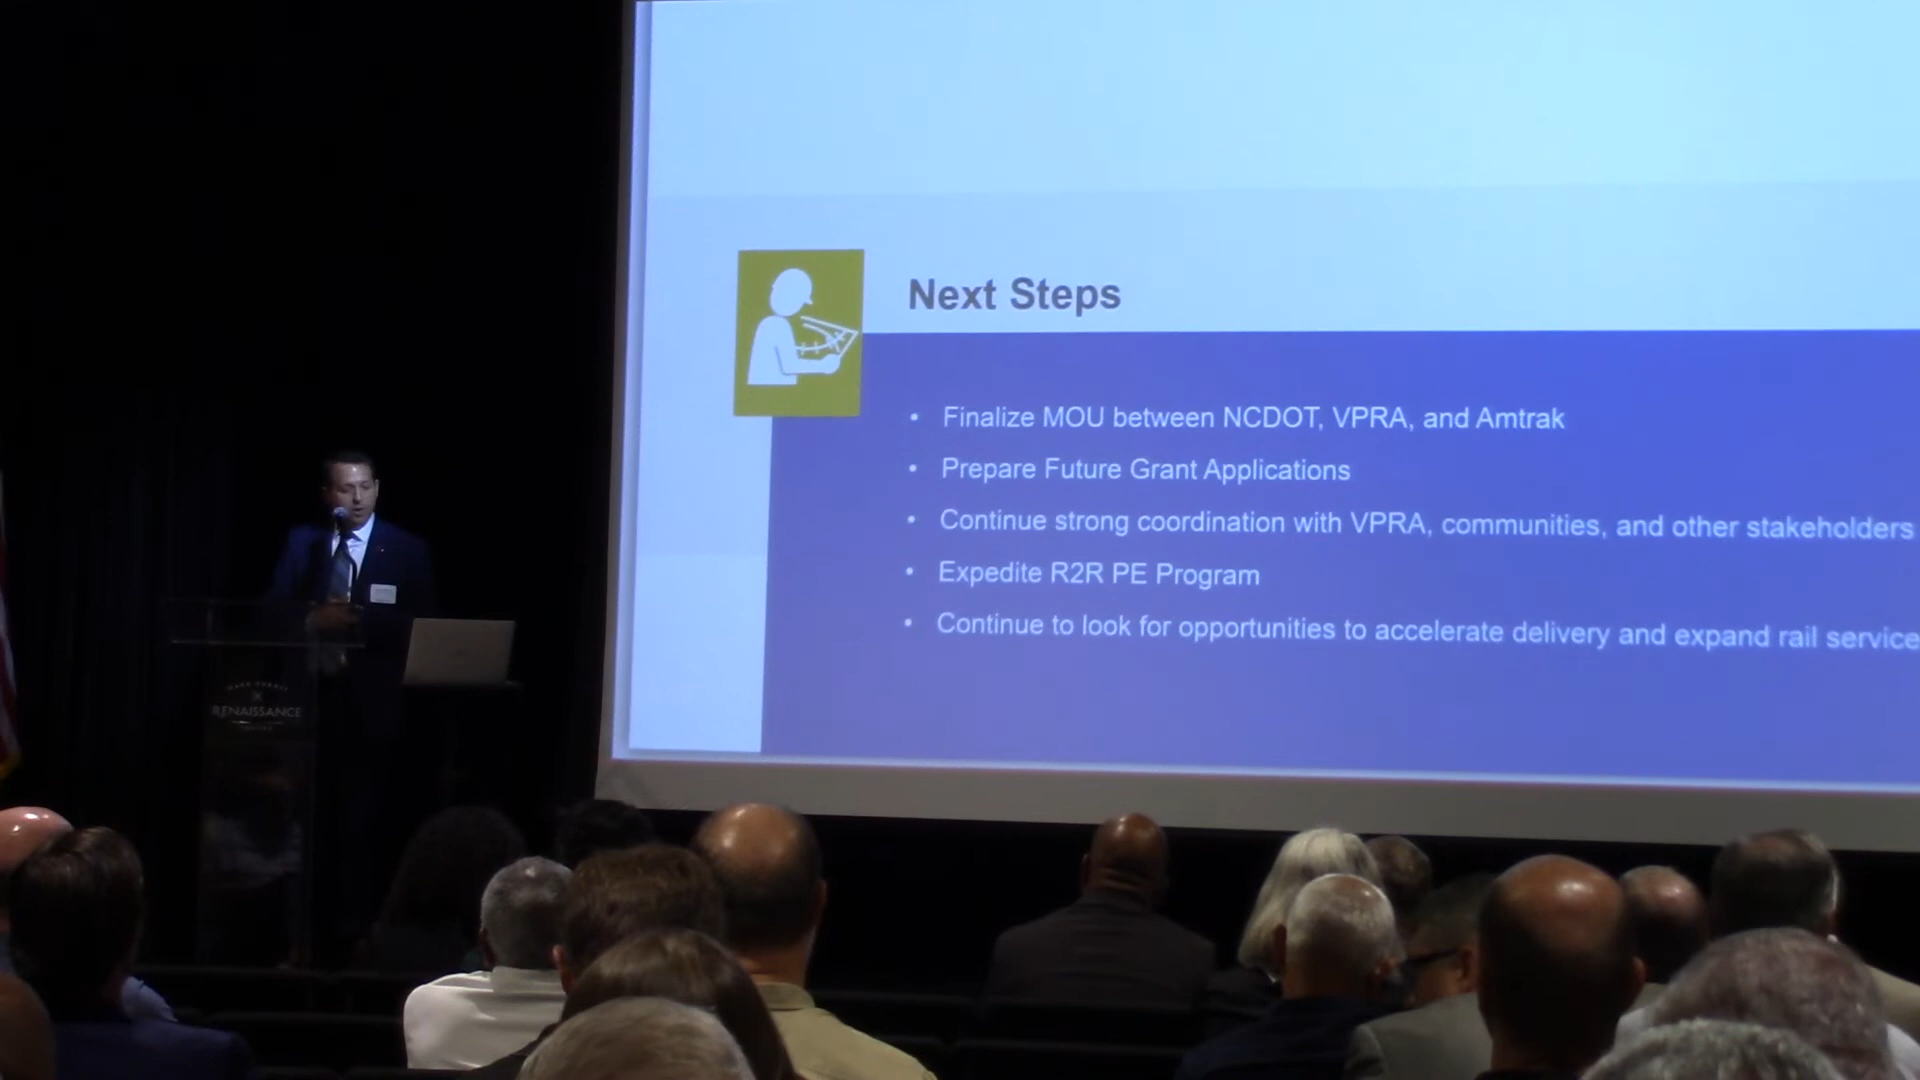 Next Steps
• Finalize MOU between NCDOT, VPRA, and Amtrak
• Prepare Future Grant Applications
• Continue strong coordination with VPRA, communities, and other stakeholders
• Expedite R2R PE Program
• Continue to look for opportunities to accelerate delivery and expand rail service
RENAISSANCE